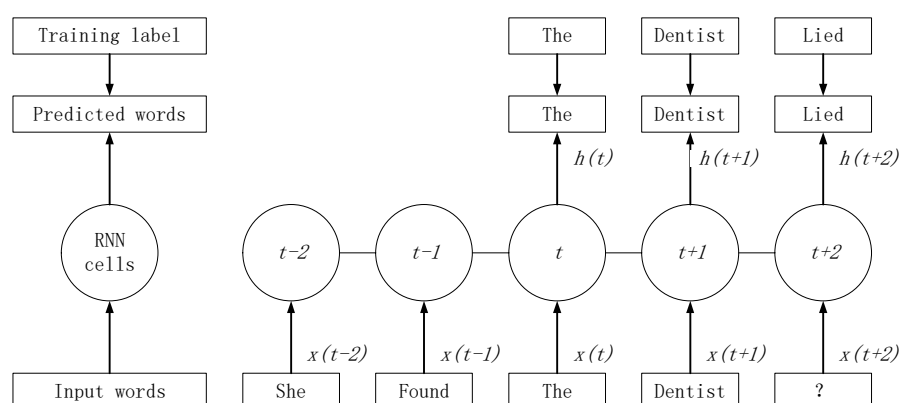 Training label The Dentist Lied
Predicted words The Dentist Lied
h(t) h(t+1) h(t+2)
RNN
cells
t-2 t-1 t t+1 t+2
x(t-2) x(t-1) x(t) x(t+1) x(t+2)
Input words She Found The Dentist ?